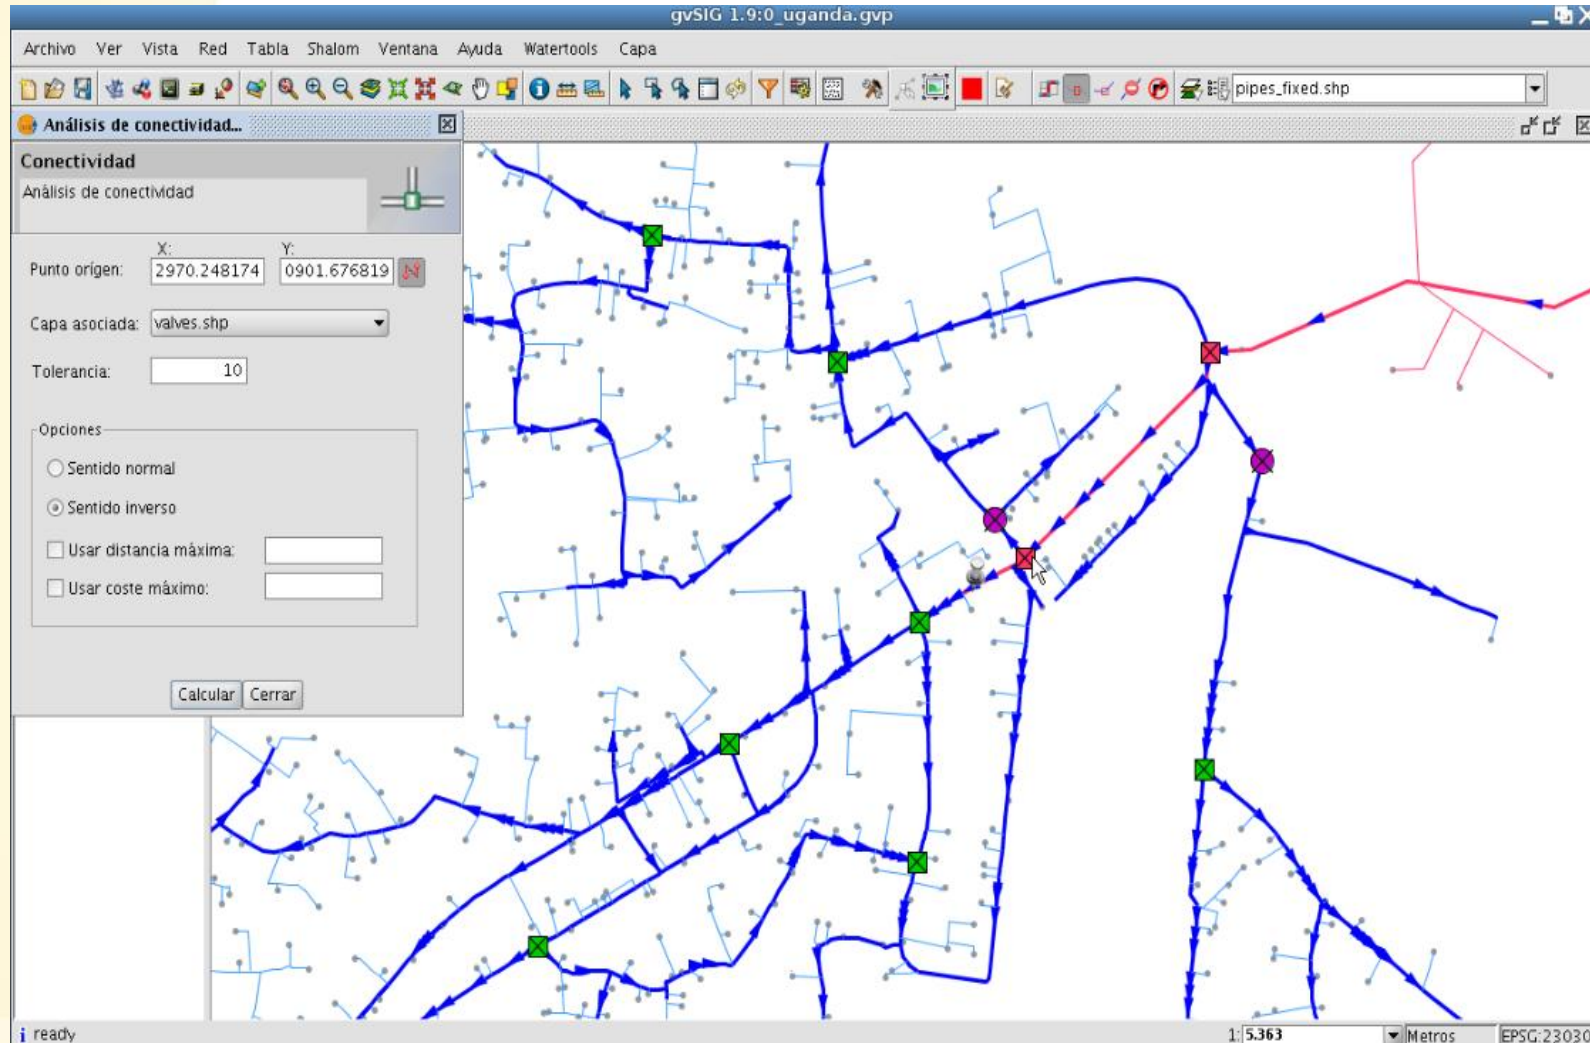 gvSIG 1.9:0_uganda.gvp
Archivo Ver Vista Red Tabla Shalom Ventana Ayuda Watertools Capa
pipes_fixed.shp
Análisis de conectividad...
Conectividad
Análisis de conectividad
X: Y:
Punto orígen: 2970.248174 0901.676819
Capa asociada: valves.shp
Tolerancia: 10
Opciones
Sentido normal
Sentido inverso
Usar distancia máxima:
Usar coste máximo:
Calcular Cerrar
ready 1: 5.363 Metros EPSG:23030